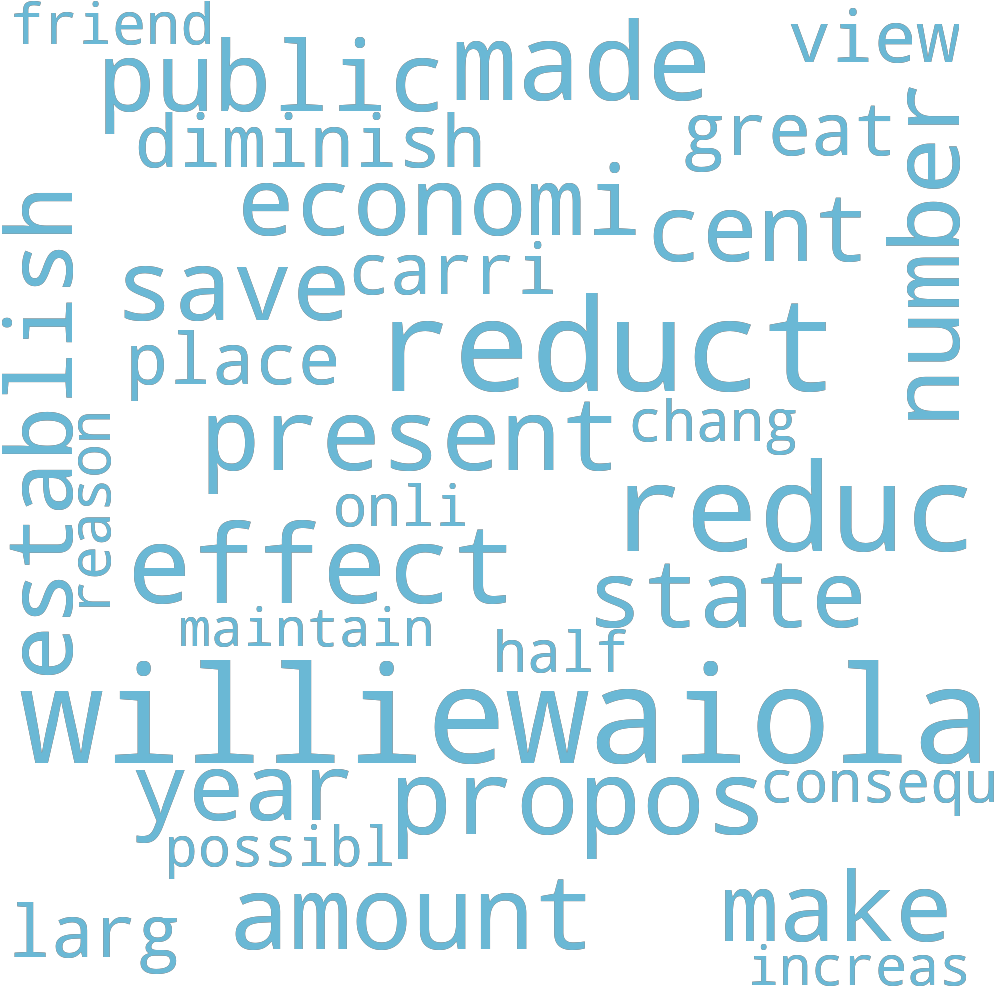 friend
view
public
made
diminish
great
number
economi
cent
establish
save
carri
reduct
place
present
chang
reason
onli
reduc
effect
state
maintain
half
williewaiola
year
propos
consequ
possibl
amount
make
larg
increas